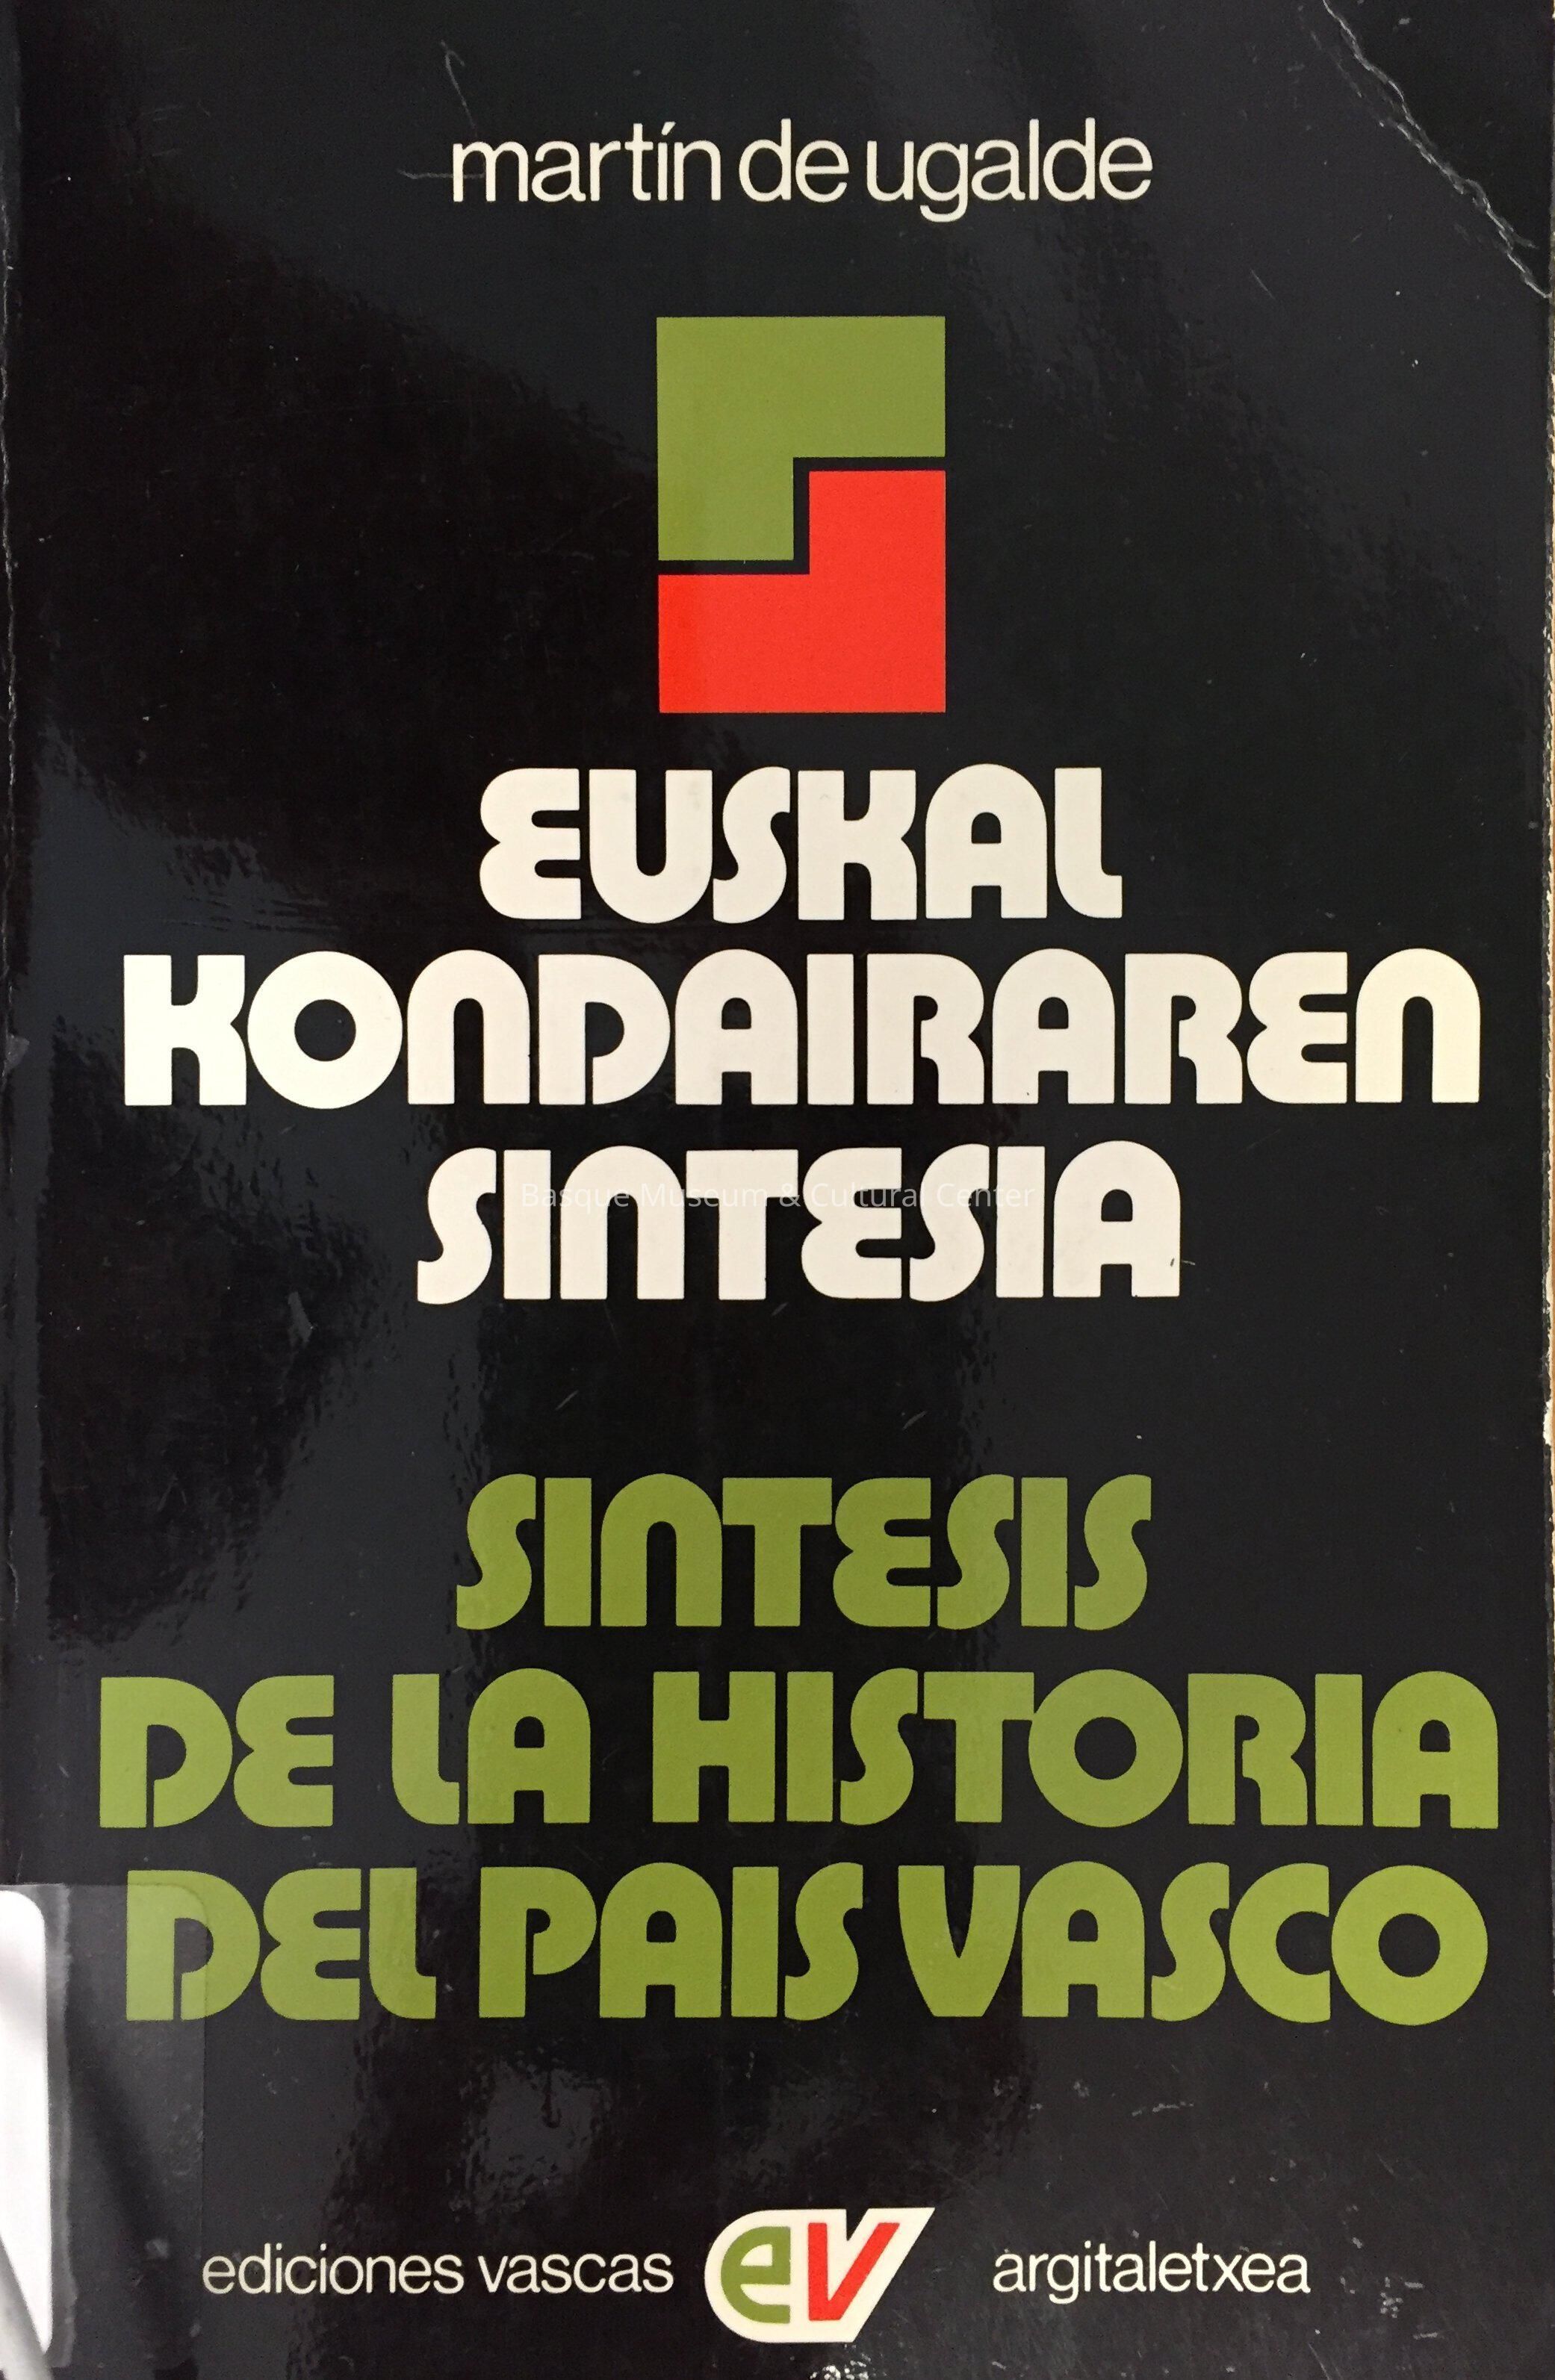 martín de ugalde
EUSKAL
KONDAIRAREN
SINTESIA
Basque Museum & Cultural Center
SINTESIS
DE LA HISTORIA
DEL PAIS VASCO
ediciones vascas ev argitaletxea